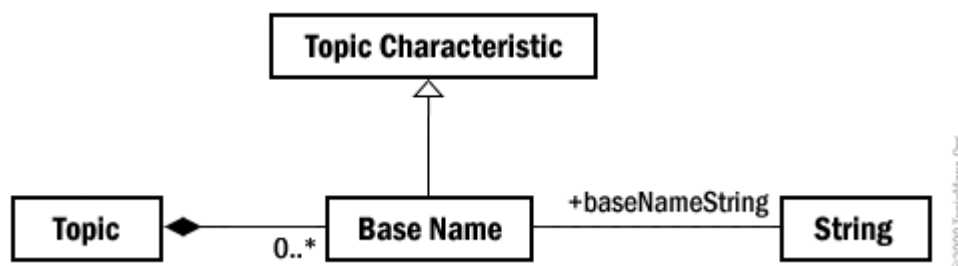 Topic Characteristic
Topic
0..*
Base Name
+baseNameString
String